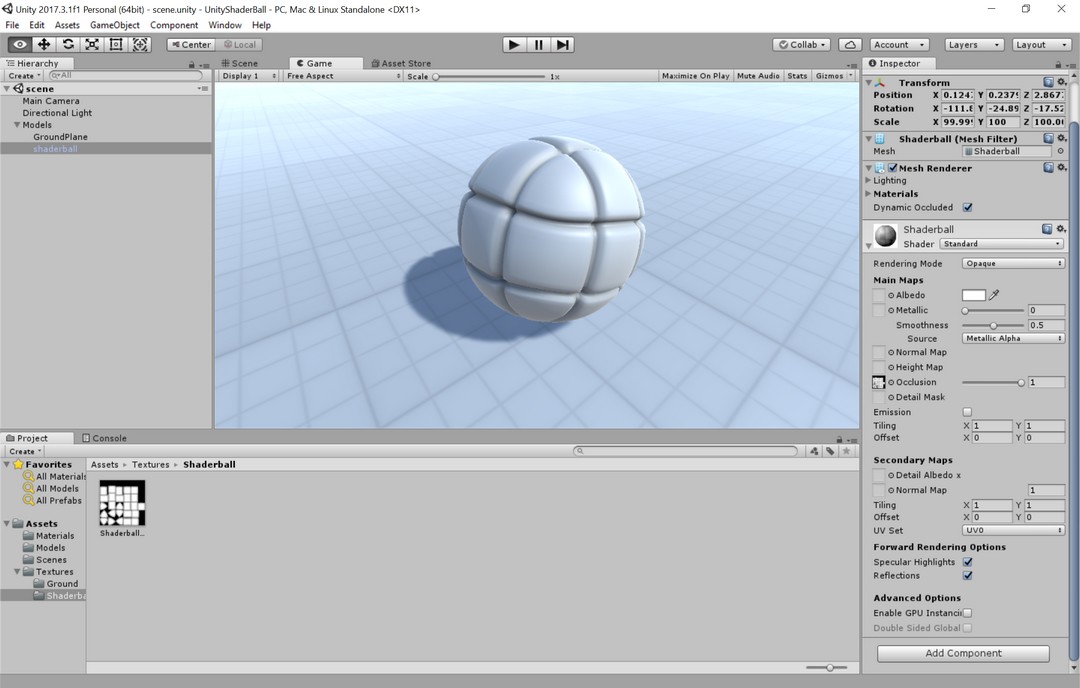 Unity 2017.3.1f1 Personal (64bit) - scene.unity - UnityShaderBall - PC, Mac & Linux Standalone <DX11>
File Edit Assets GameObject Component Window Help
Center Local Collab Account Layers Layout
Hierarchy
Create All
scene
Main Camera
Directional Light
Models
GroundPlane
shaderball
Scene Game Asset Store
Display 1 Free Aspect Scale 1x Maximize On Play Mute Audio Stats Gizmos
Inspector
Transform
Position X 0.124 Y 0.237 Z 2.867
Rotation X -111.8 Y -24.89 Z -17.52
Scale X 99.99 Y 100 Z 100.0
Shaderball (Mesh Filter)
Mesh Shaderball
Mesh Renderer
Lighting
Materials
Dynamic Occluded
Shaderball
Shader Standard
Rendering Mode Opaque
Main Maps
Albedo
Metallic 0
Smoothness 0.5
Source Metallic Alpha
Normal Map
Height Map
Occlusion 1
Detail Mask
Emission
Tiling X 1 Y 1
Offset X 0 Y 0
Secondary Maps
Detail Albedo x
Normal Map 1
Tiling X 1 Y 1
Offset X 0 Y 0
UV Set UV0
Forward Rendering Options
Specular Highlights
Reflections
Advanced Options
Enable GPU Instanci
Double Sided Global
Add Component
Project Console
Create
Favorites
All Material
All Models
All Prefabs
Assets
Materials
Models
Scenes
Textures
Ground
Shaderba
Assets Textures Shaderball
Shaderball...